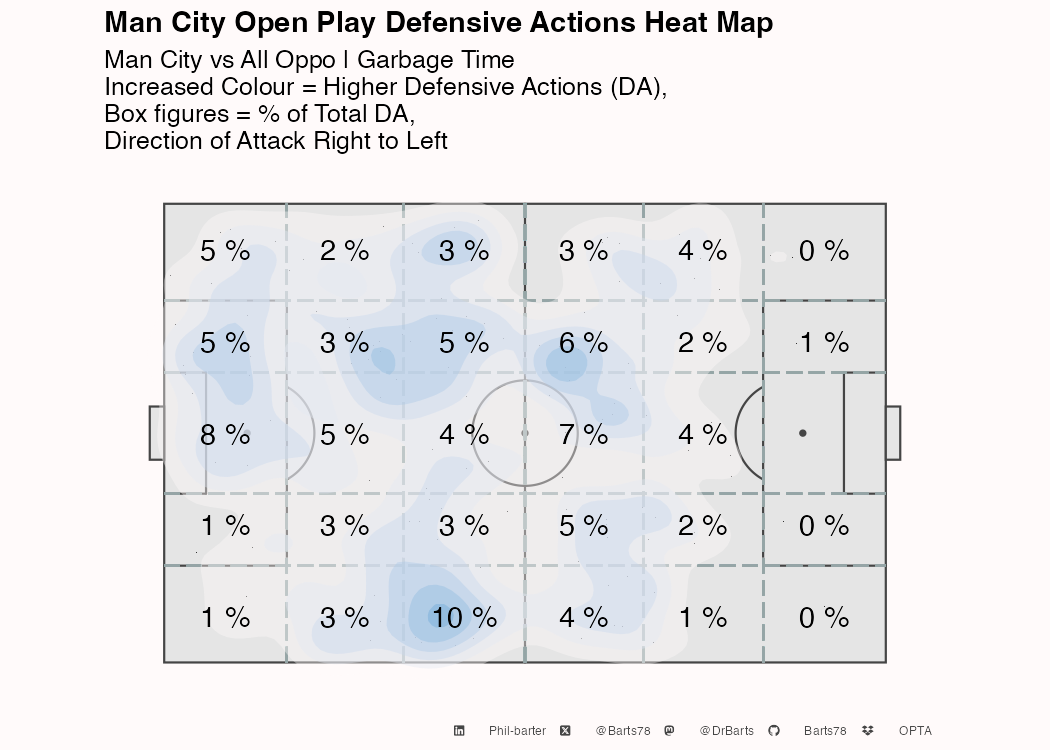 Man City Open Play Defensive Actions Heat Map
Man City vs All Oppo | Garbage Time
Increased Colour = Higher Defensive Actions (DA),
Box figures = % of Total DA,
Direction of Attack Right to Left
5 % 2 % 3 % 3 % 4 % 0 %
5 % 3 % 5 % 6 % 2 % 1 %
8 % 5 % 4 % 7 % 4 %
1 % 3 % 3 % 5 % 2 % 0 %
1 % 3 % 10 % 4 % 1 % 0 %
Phil-barter @Barts78 @DrBarts Barts78 OPTA